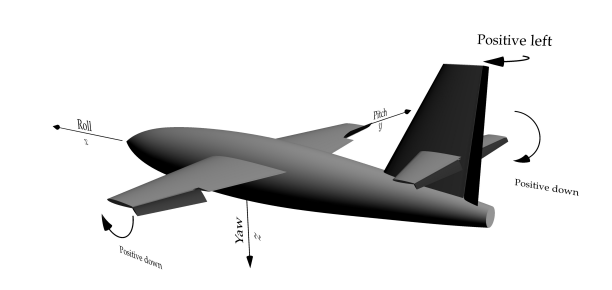 Positive left
Pitch
y
Roll
x
Positive down
Yaw
z
Positive down